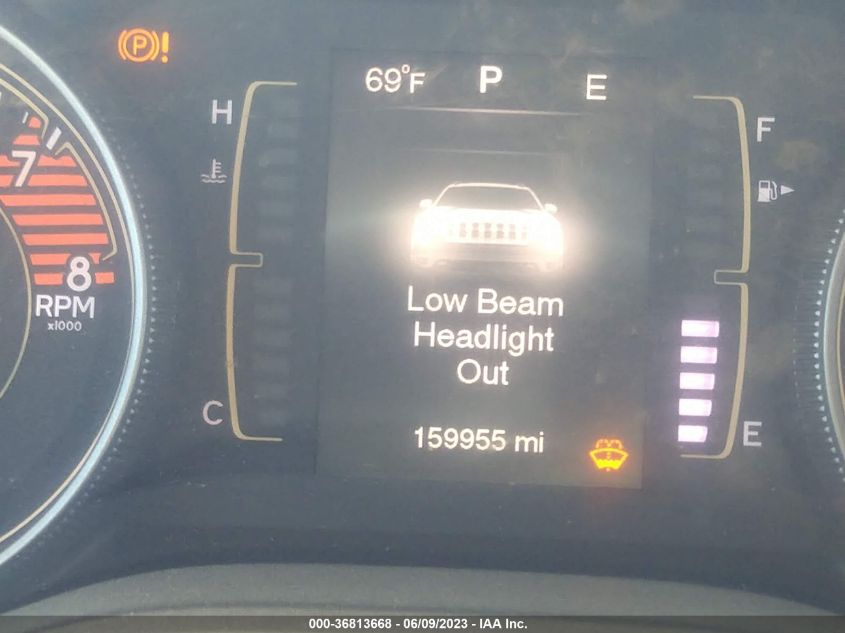 69°F P E
H
F
7
8
RPM
x1000
Low Beam
Headlight
Out
C
159955 mi
E
(P)!
000-36813668 - 06/09/2023 - IAA Inc.